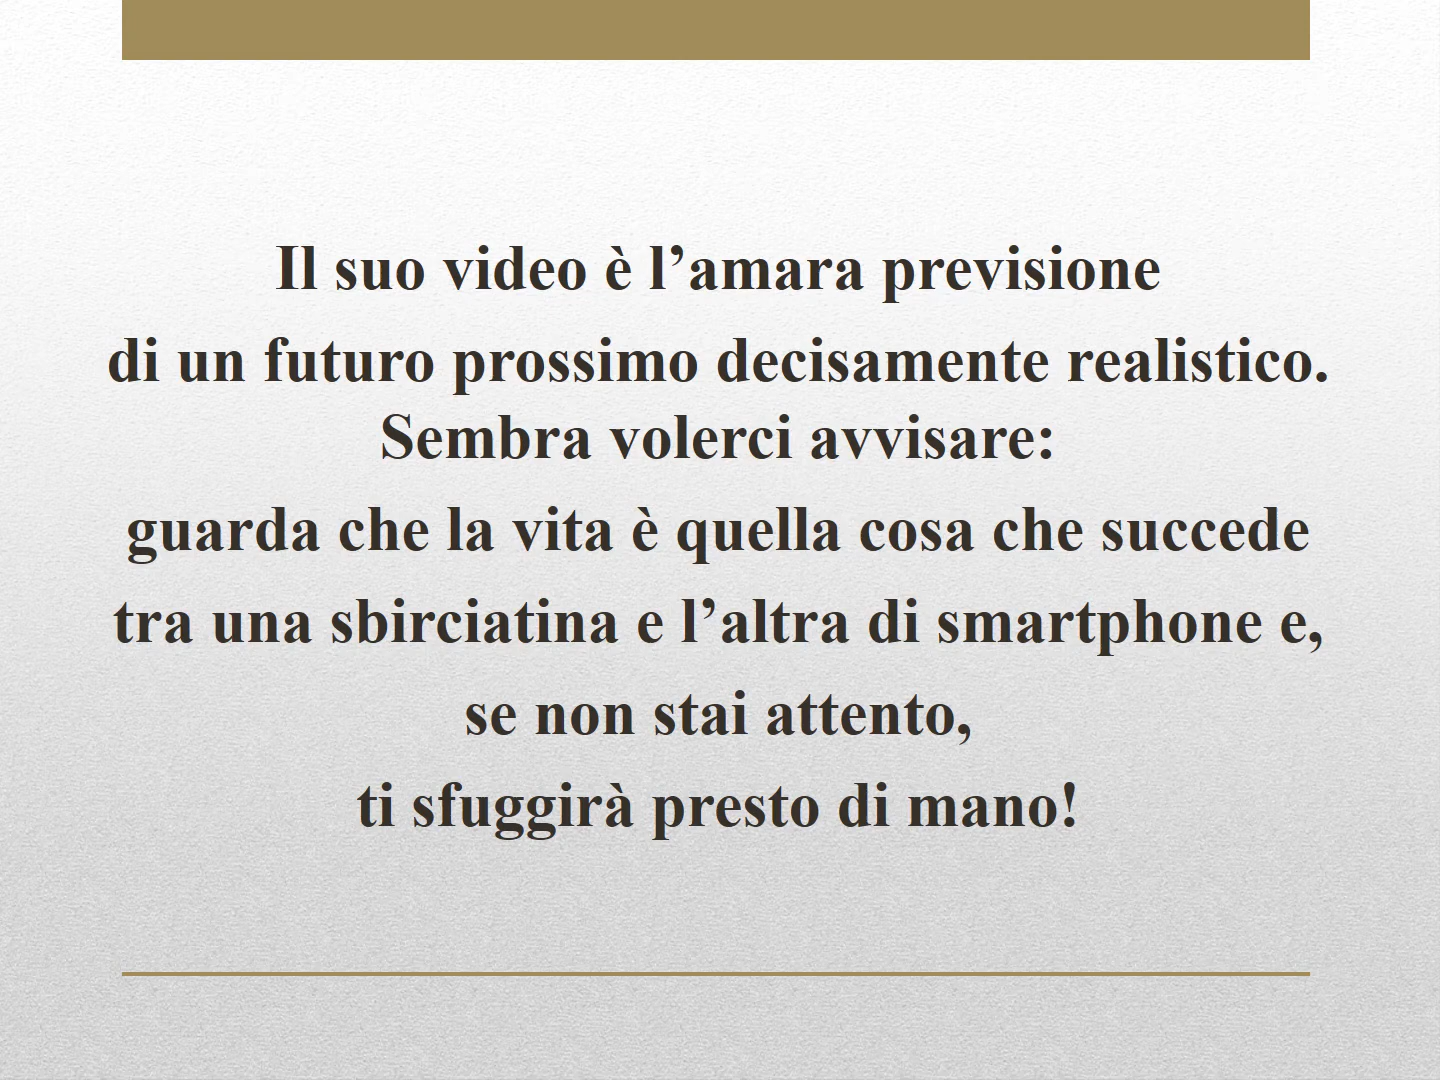 Il suo video è l’amara previsione
di un futuro prossimo decisamente realistico.
Sembra volerci avvisare:
guarda che la vita è quella cosa che succede
tra una sbirciatina e l’altra di smartphone e,
se non stai attento,
ti sfuggirà presto di mano!